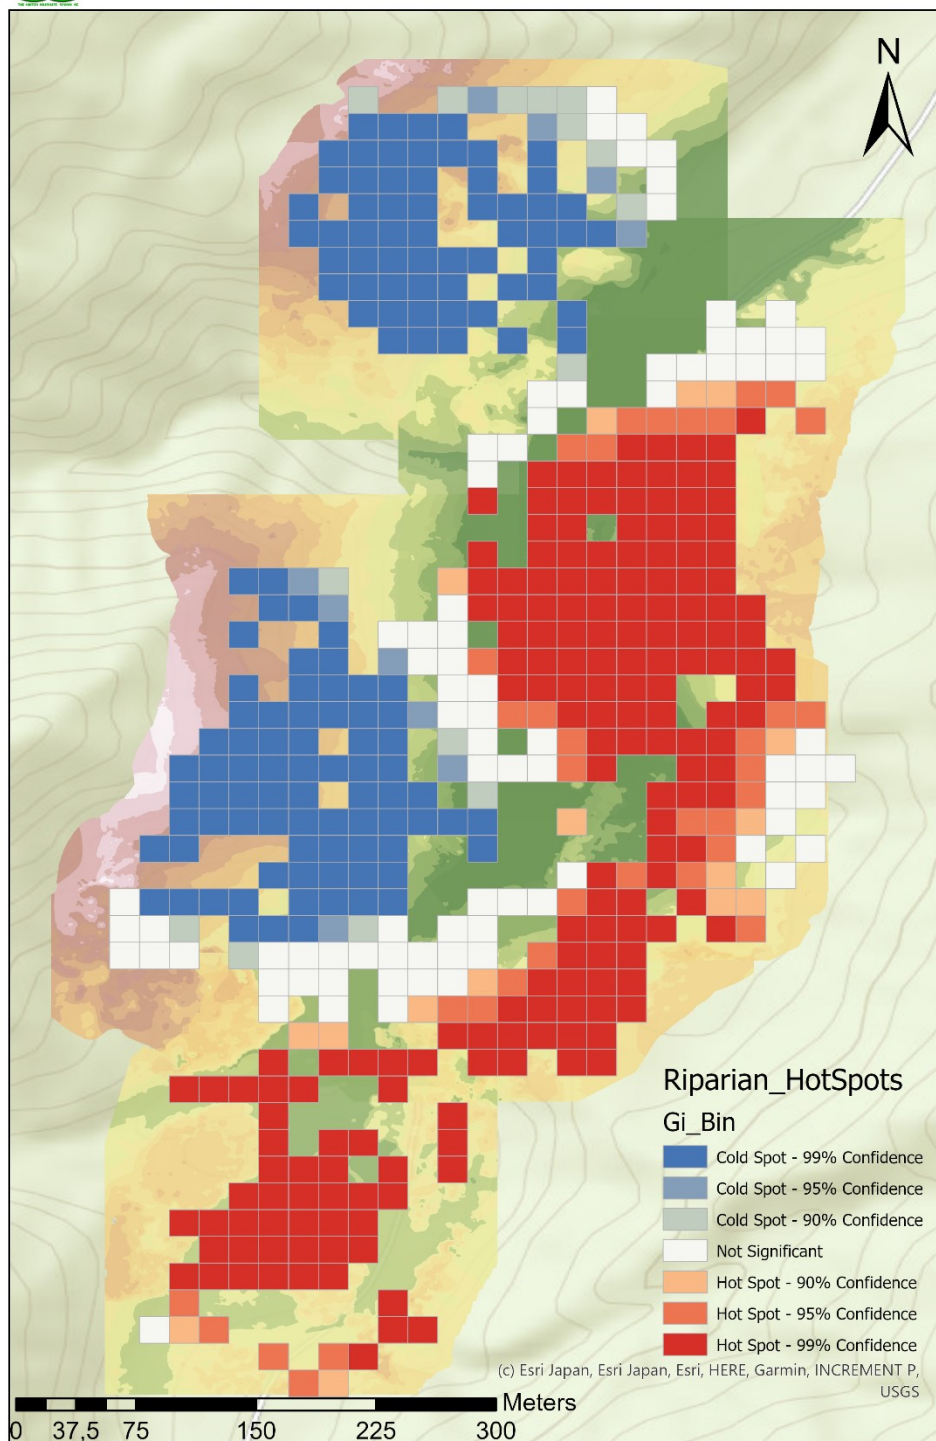 N
Riparian_HotSpots
Gi_Bin
Cold Spot - 99% Confidence
Cold Spot - 95% Confidence
Cold Spot - 90% Confidence
Not Significant
Hot Spot - 90% Confidence
Hot Spot - 95% Confidence
Hot Spot - 99% Confidence
(c) Esri Japan, Esri Japan, Esri, HERE, Garmin, INCREMENT P,
USGS
Meters
0 37,5 75 150 225 300